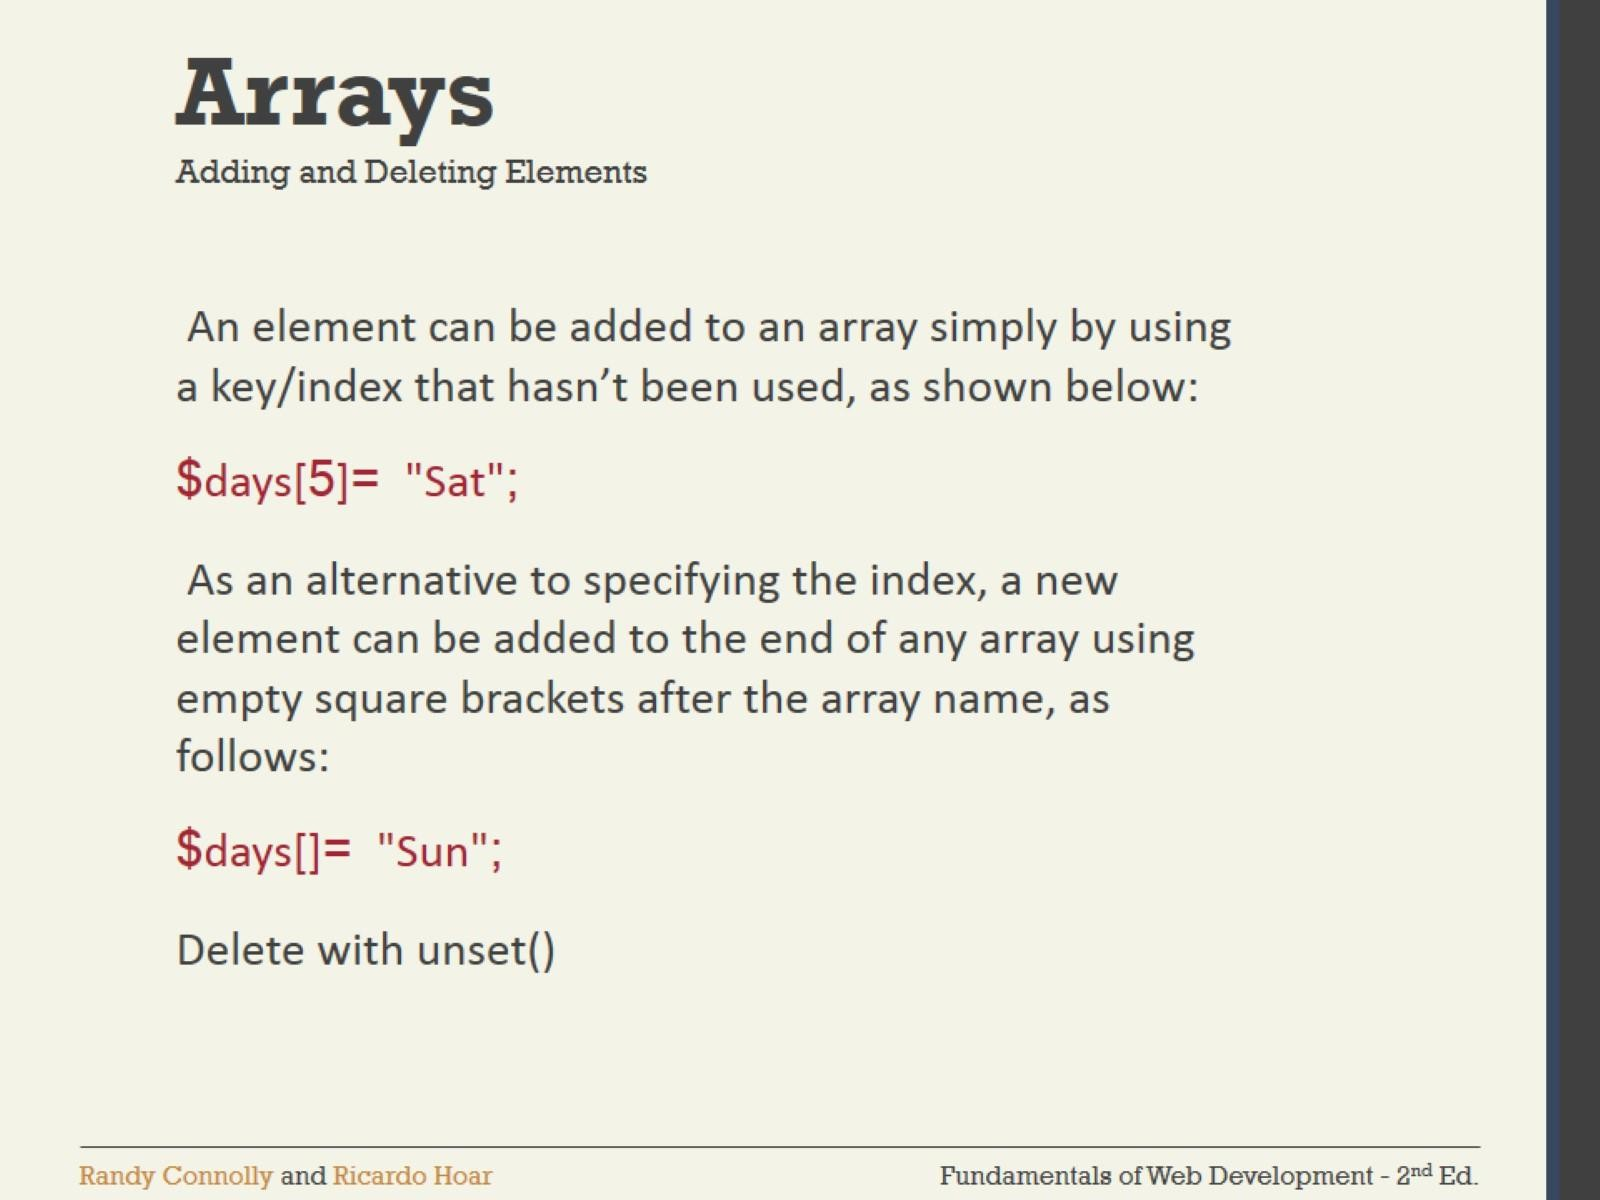 Arrays
Adding and Deleting Elements
An element can be added to an array simply by using
a key/index that hasn’t been used, as shown below:
$days[5]= "Sat";
As an alternative to specifying the index, a new
element can be added to the end of any array using
empty square brackets after the array name, as
follows:
$days[]= "Sun";
Delete with unset()
Randy Connolly and Ricardo Hoar
Fundamentals of Web Development - 2nd Ed.